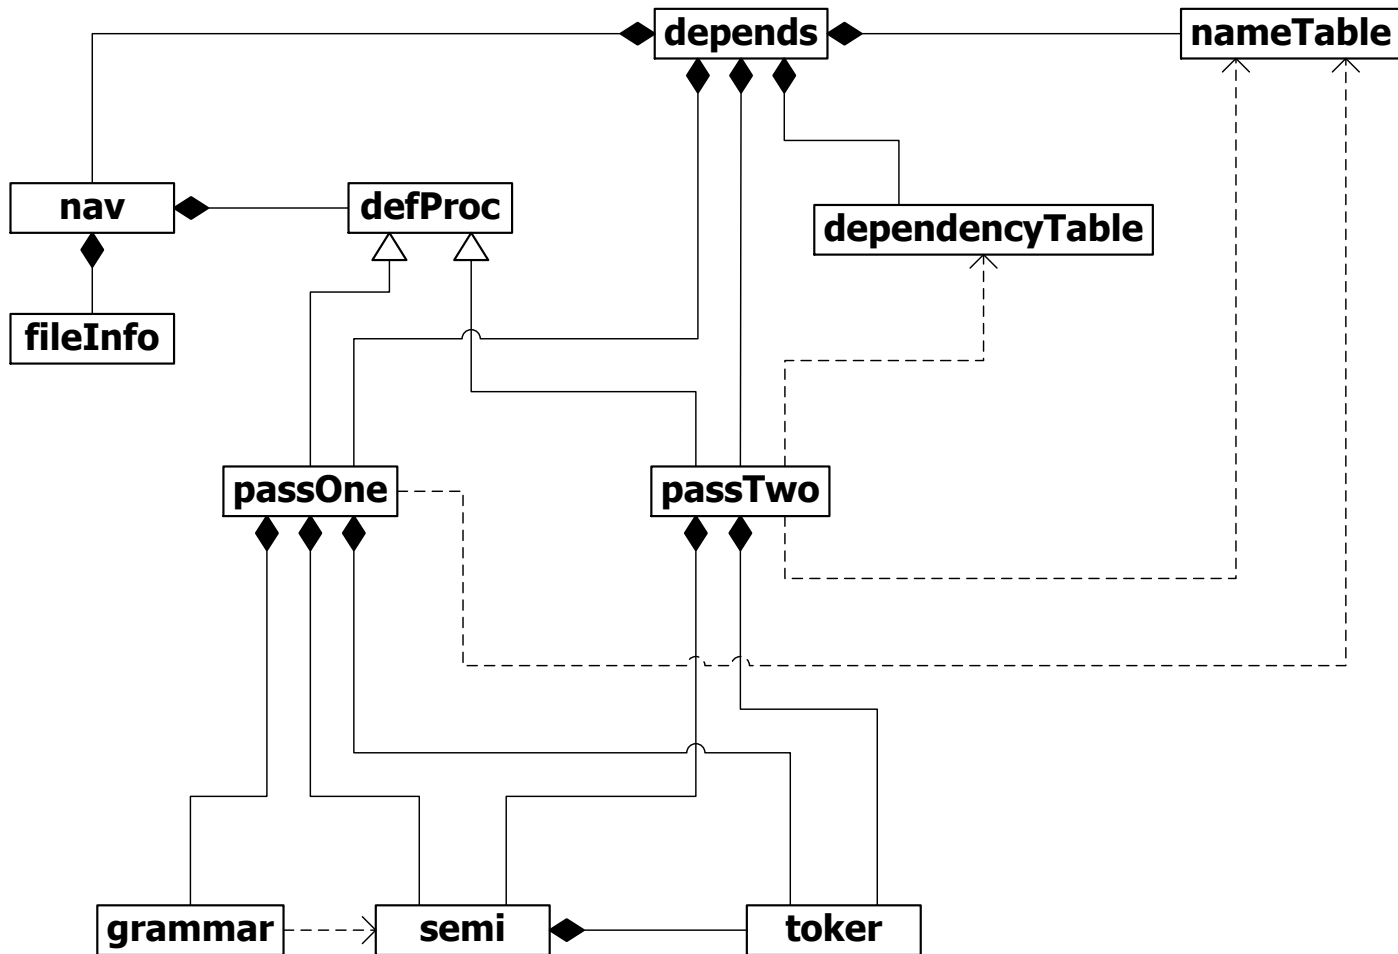 depends
nameTable
nav
defProc
dependencyTable
fileInfo
passOne
passTwo
grammar
semi
toker